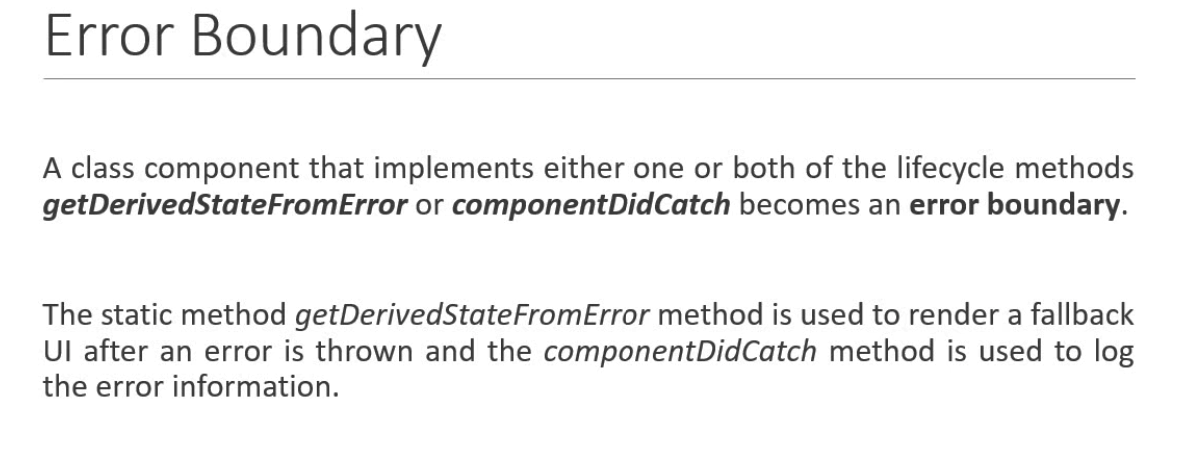 Error Boundary
A class component that implements either one or both of the lifecycle methods
getDerivedStateFromError or componentDidCatch becomes an error boundary.
The static method getDerivedStateFromError method is used to render a fallback
UI after an error is thrown and the componentDidCatch method is used to log
the error information.